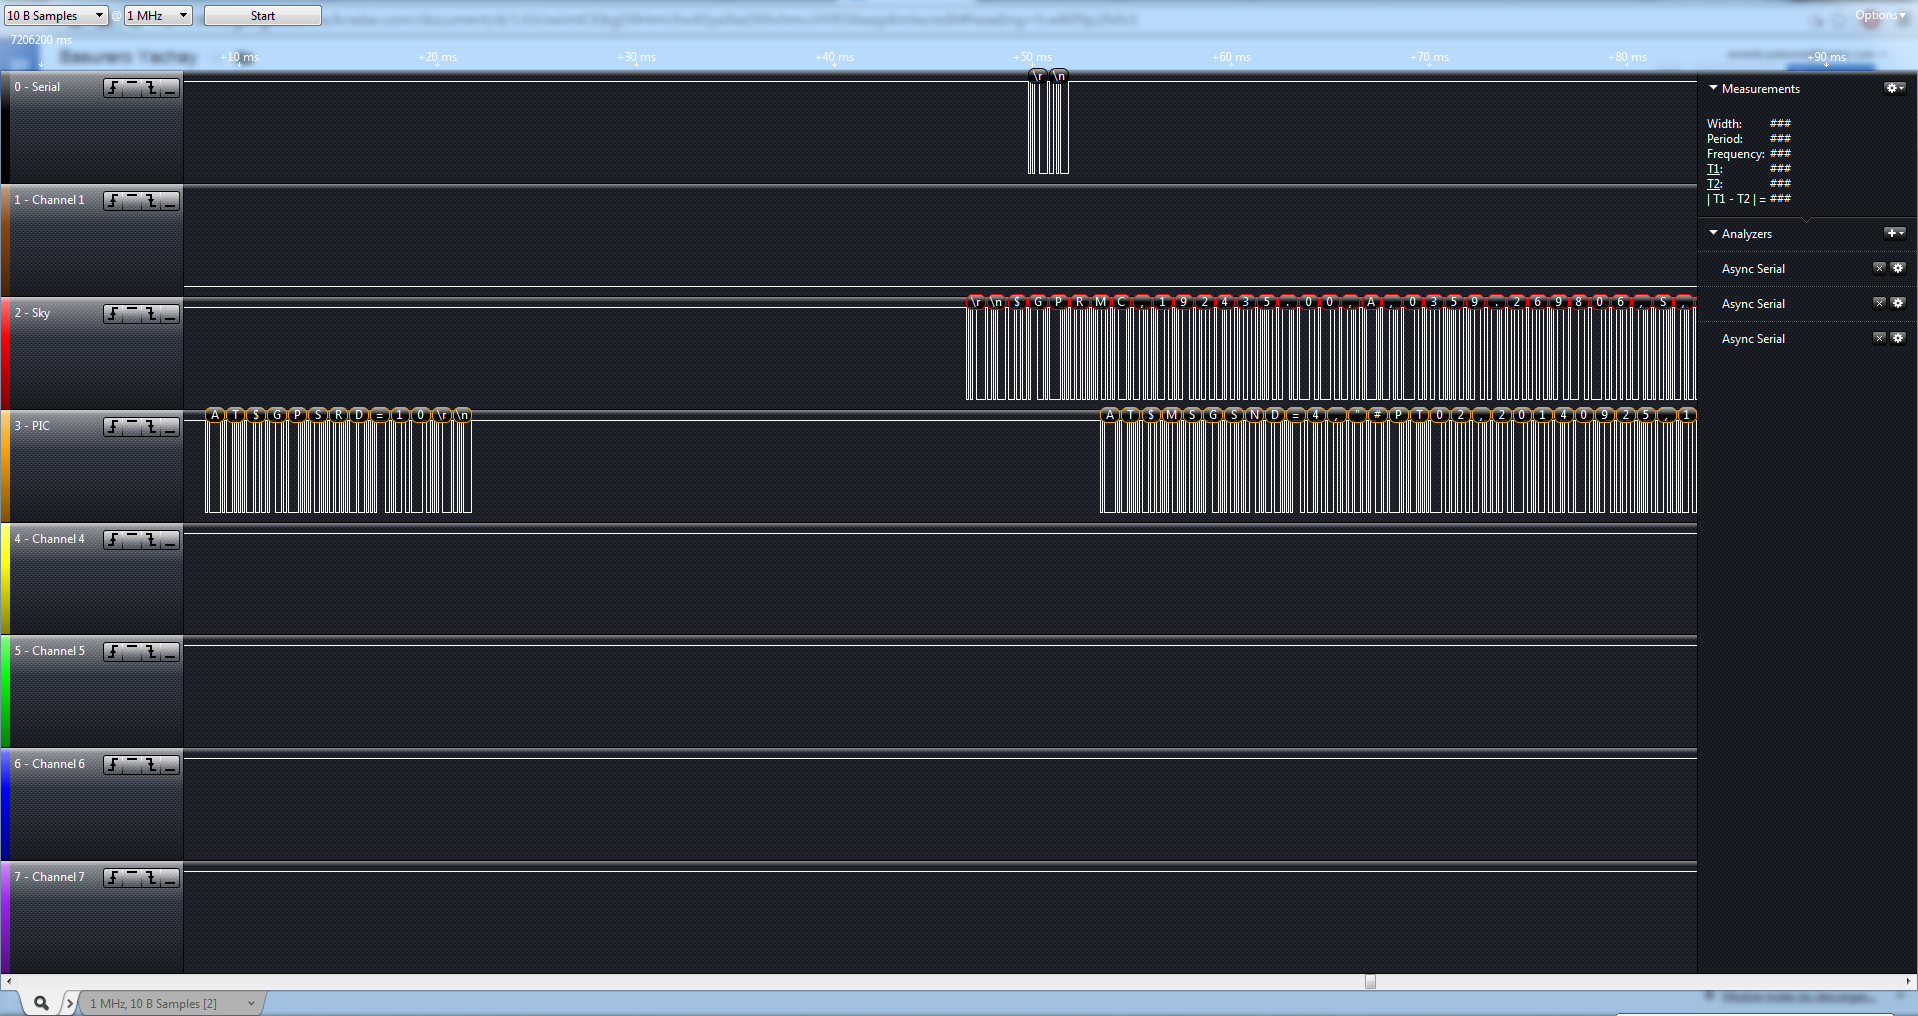 10 B Samples @ 1 MHz Start
Options
7206200 ms
+10 ms +20 ms +30 ms +40 ms +50 ms +60 ms +70 ms +80 ms +90 ms
Basurero Yachay
0 - Serial
\r \n
1 - Channel 1
2 - Sky
\r \n $ G P R M C , 1 9 2 4 3 5 . 0 0 , A , 0 3 5 9 . 2 6 9 8 0 6 , S ,
3 - PIC
A T $ G P S R D = 1 0 \r \n
A T $ M S G S N D = 4 , " # P T 0 2 , 2 0 1 4 0 9 2 5 , 1
4 - Channel 4
5 - Channel 5
6 - Channel 6
7 - Channel 7
Measurements
Width: ###
Period: ###
Frequency: ###
T1: ###
T2: ###
| T1 - T2 | = ###
Analyzers
Async Serial
Async Serial
Async Serial
1 MHz, 10 B Samples [2]